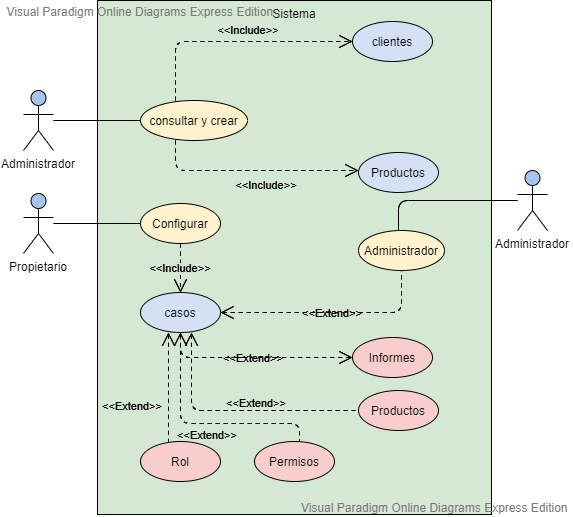 Visual Paradigm Online Diagrams Express Edition
Sistema
<<Include>>
clientes
consultar y crear
Administrador
Productos
<<Include>>
Administrador
Configurar
Administrador
Propietario
<<Include>>
casos
<<Extend>>
Informes
<<Extend>>
<<Extend>>
Productos
<<Extend>>
<<Extend>>
Rol
Permisos
Visual Paradigm Online Diagrams Express Edition